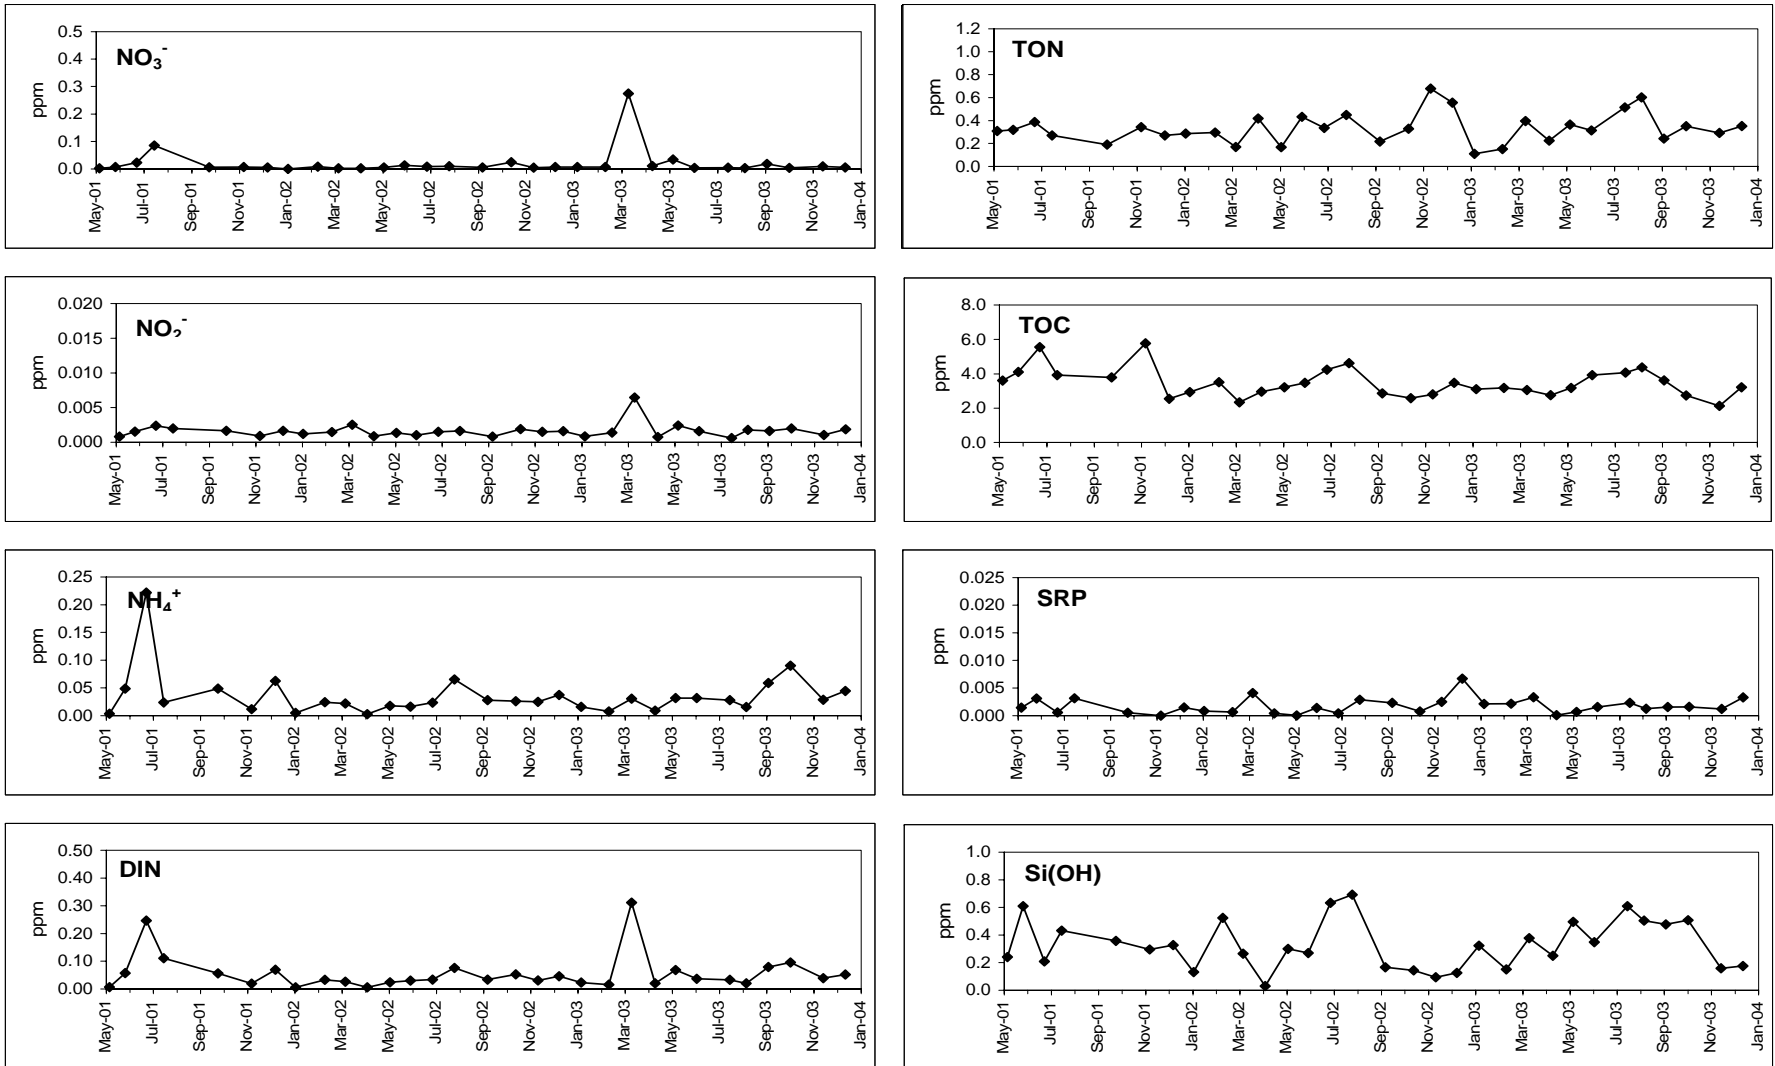 NO3-
ppm
0.5
0.4
0.3
0.2
0.1
0.0
May-01
Jul-01
Sep-01
Nov-01
Jan-02
Mar-02
May-02
Jul-02
Sep-02
Nov-02
Jan-03
Mar-03
May-03
Jul-03
Sep-03
Nov-03
Jan-04
TON
ppm
1.2
1.0
0.8
0.6
0.4
0.2
0.0
May-01
Jul-01
Sep-01
Nov-01
Jan-02
Mar-02
May-02
Jul-02
Sep-02
Nov-02
Jan-03
Mar-03
May-03
Jul-03
Sep-03
Nov-03
Jan-04
NO2-
ppm
0.020
0.015
0.010
0.005
0.000
May-01
Jul-01
Sep-01
Nov-01
Jan-02
Mar-02
May-02
Jul-02
Sep-02
Nov-02
Jan-03
Mar-03
May-03
Jul-03
Sep-03
Nov-03
Jan-04
TOC
ppm
8.0
6.0
4.0
2.0
0.0
May-01
Jul-01
Sep-01
Nov-01
Jan-02
Mar-02
May-02
Jul-02
Sep-02
Nov-02
Jan-03
Mar-03
May-03
Jul-03
Sep-03
Nov-03
Jan-04
NH4+
ppm
0.25
0.20
0.15
0.10
0.05
0.00
May-01
Jul-01
Sep-01
Nov-01
Jan-02
Mar-02
May-02
Jul-02
Sep-02
Nov-02
Jan-03
Mar-03
May-03
Jul-03
Sep-03
Nov-03
Jan-04
SRP
ppm
0.025
0.020
0.015
0.010
0.005
0.000
May-01
Jul-01
Sep-01
Nov-01
Jan-02
Mar-02
May-02
Jul-02
Sep-02
Nov-02
Jan-03
Mar-03
May-03
Jul-03
Sep-03
Nov-03
Jan-04
DIN
ppm
0.50
0.40
0.30
0.20
0.10
0.00
May-01
Jul-01
Sep-01
Nov-01
Jan-02
Mar-02
May-02
Jul-02
Sep-02
Nov-02
Jan-03
Mar-03
May-03
Jul-03
Sep-03
Nov-03
Jan-04
Si(OH)
ppm
1.0
0.8
0.6
0.4
0.2
0.0
May-01
Jul-01
Sep-01
Nov-01
Jan-02
Mar-02
May-02
Jul-02
Sep-02
Nov-02
Jan-03
Mar-03
May-03
Jul-03
Sep-03
Nov-03
Jan-04